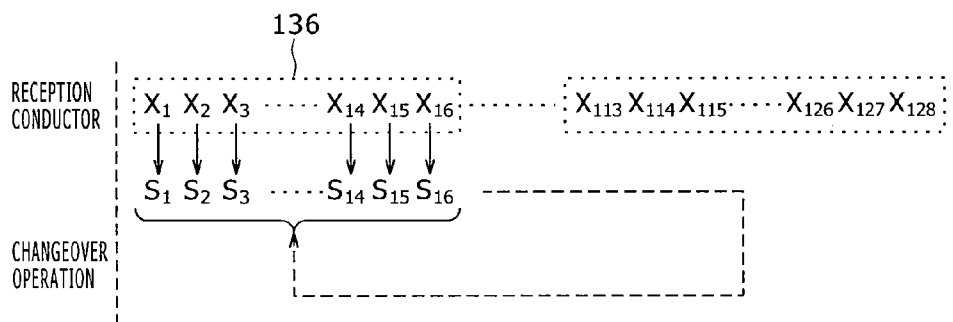 136
RECEPTION
CONDUCTOR
X₁ X₂ X₃ ······ X₁₄ X₁₅ X₁₆ ·········· X₁₁₃ X₁₁₄ X₁₁₅ ······ X₁₂₆ X₁₂₇ X₁₂₈
S₁ S₂ S₃ ······ S₁₄ S₁₅ S₁₆
CHANGEOVER
OPERATION